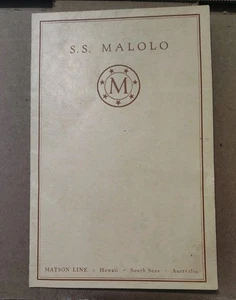 S.S. MALOLO
M
MATSON LINE - Hawaii - South Seas - Australia